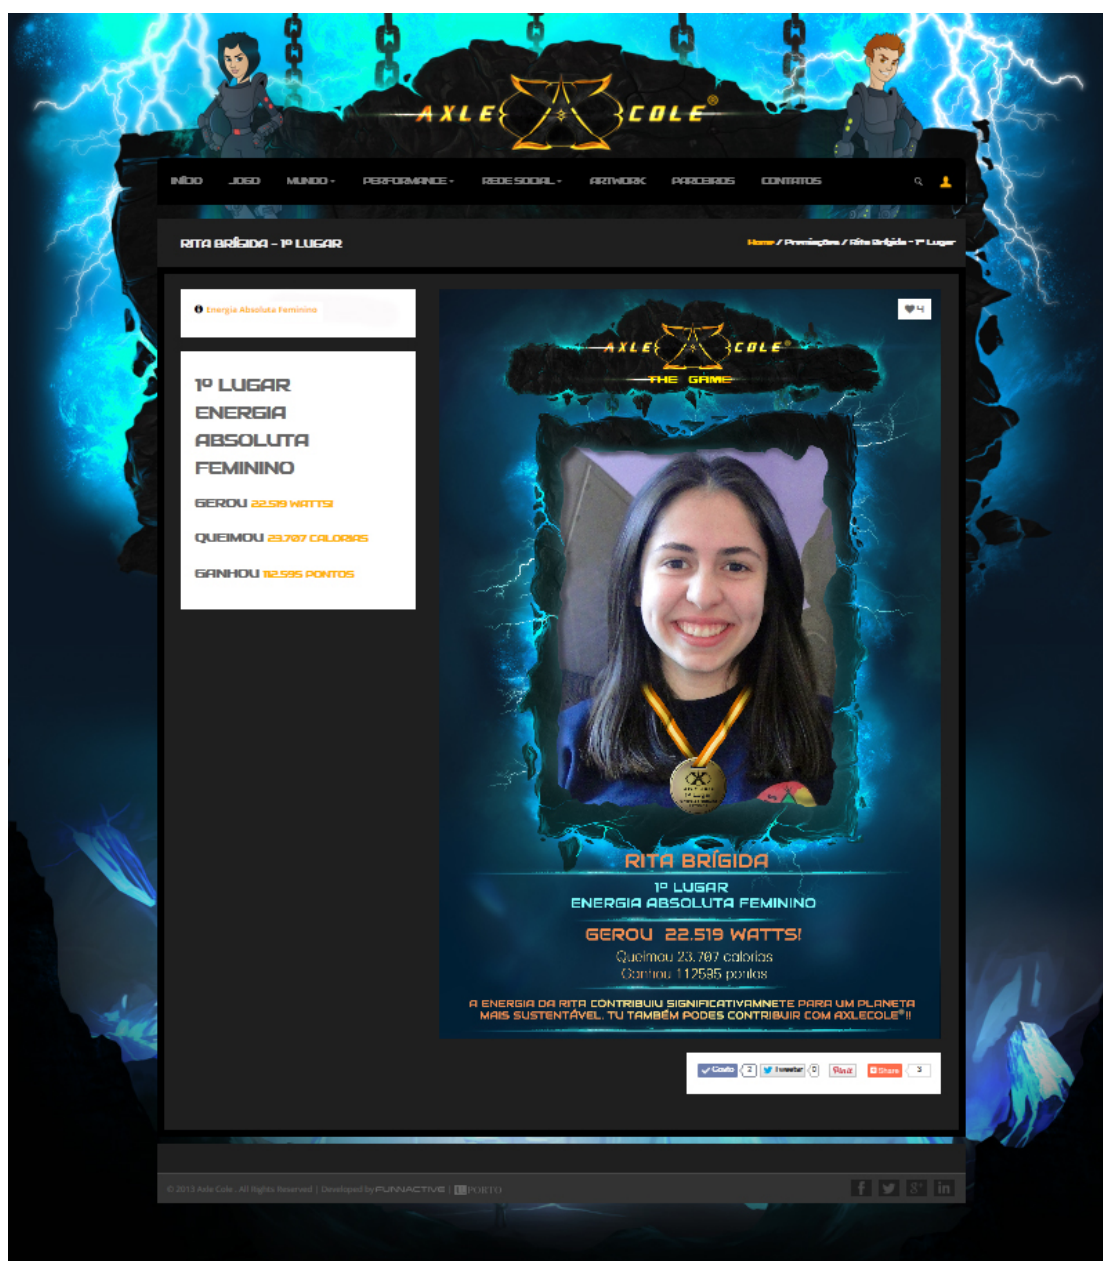 AXLE COLE®
INÍCIO JOGO MUNDO PERFORMANCE REDE SOCIAL ARTWORK PARCEIROS CONTATOS
RITA BRÍGIDA - 1º LUGAR
Home / Premiações / Rita Brígida - 1º Lugar
Energia Absoluta Feminino
1º LUGAR
ENERGIA
ABSOLUTA
FEMININO
GEROU 22.519 WATTS!
QUEIMOU 23.707 CALORIAS
GANHOU 112.595 PONTOS
4
AXLE COLE®
THE GAME
AXLE COLE
1º Lugar
RITA BRÍGIDA
1º LUGAR
ENERGIA ABSOLUTA FEMININO
GEROU 22.519 WATTS!
Queimou 23.707 calorias
Ganhou 112595 pontos
A ENERGIA DA RITA CONTRIBUIU SIGNIFICATIVAMNETE PARA UM PLANETA
MAIS SUSTENTÁVEL. TU TAMBÉM PODES CONTRIBUIR COM AXLECOLE®!!
Gosto 2 Tweetar 0 Pin it Share 3
© 2013 Axle Cole . All Rights Reserved | Developed by FUNNACTIVE | U.PORTO